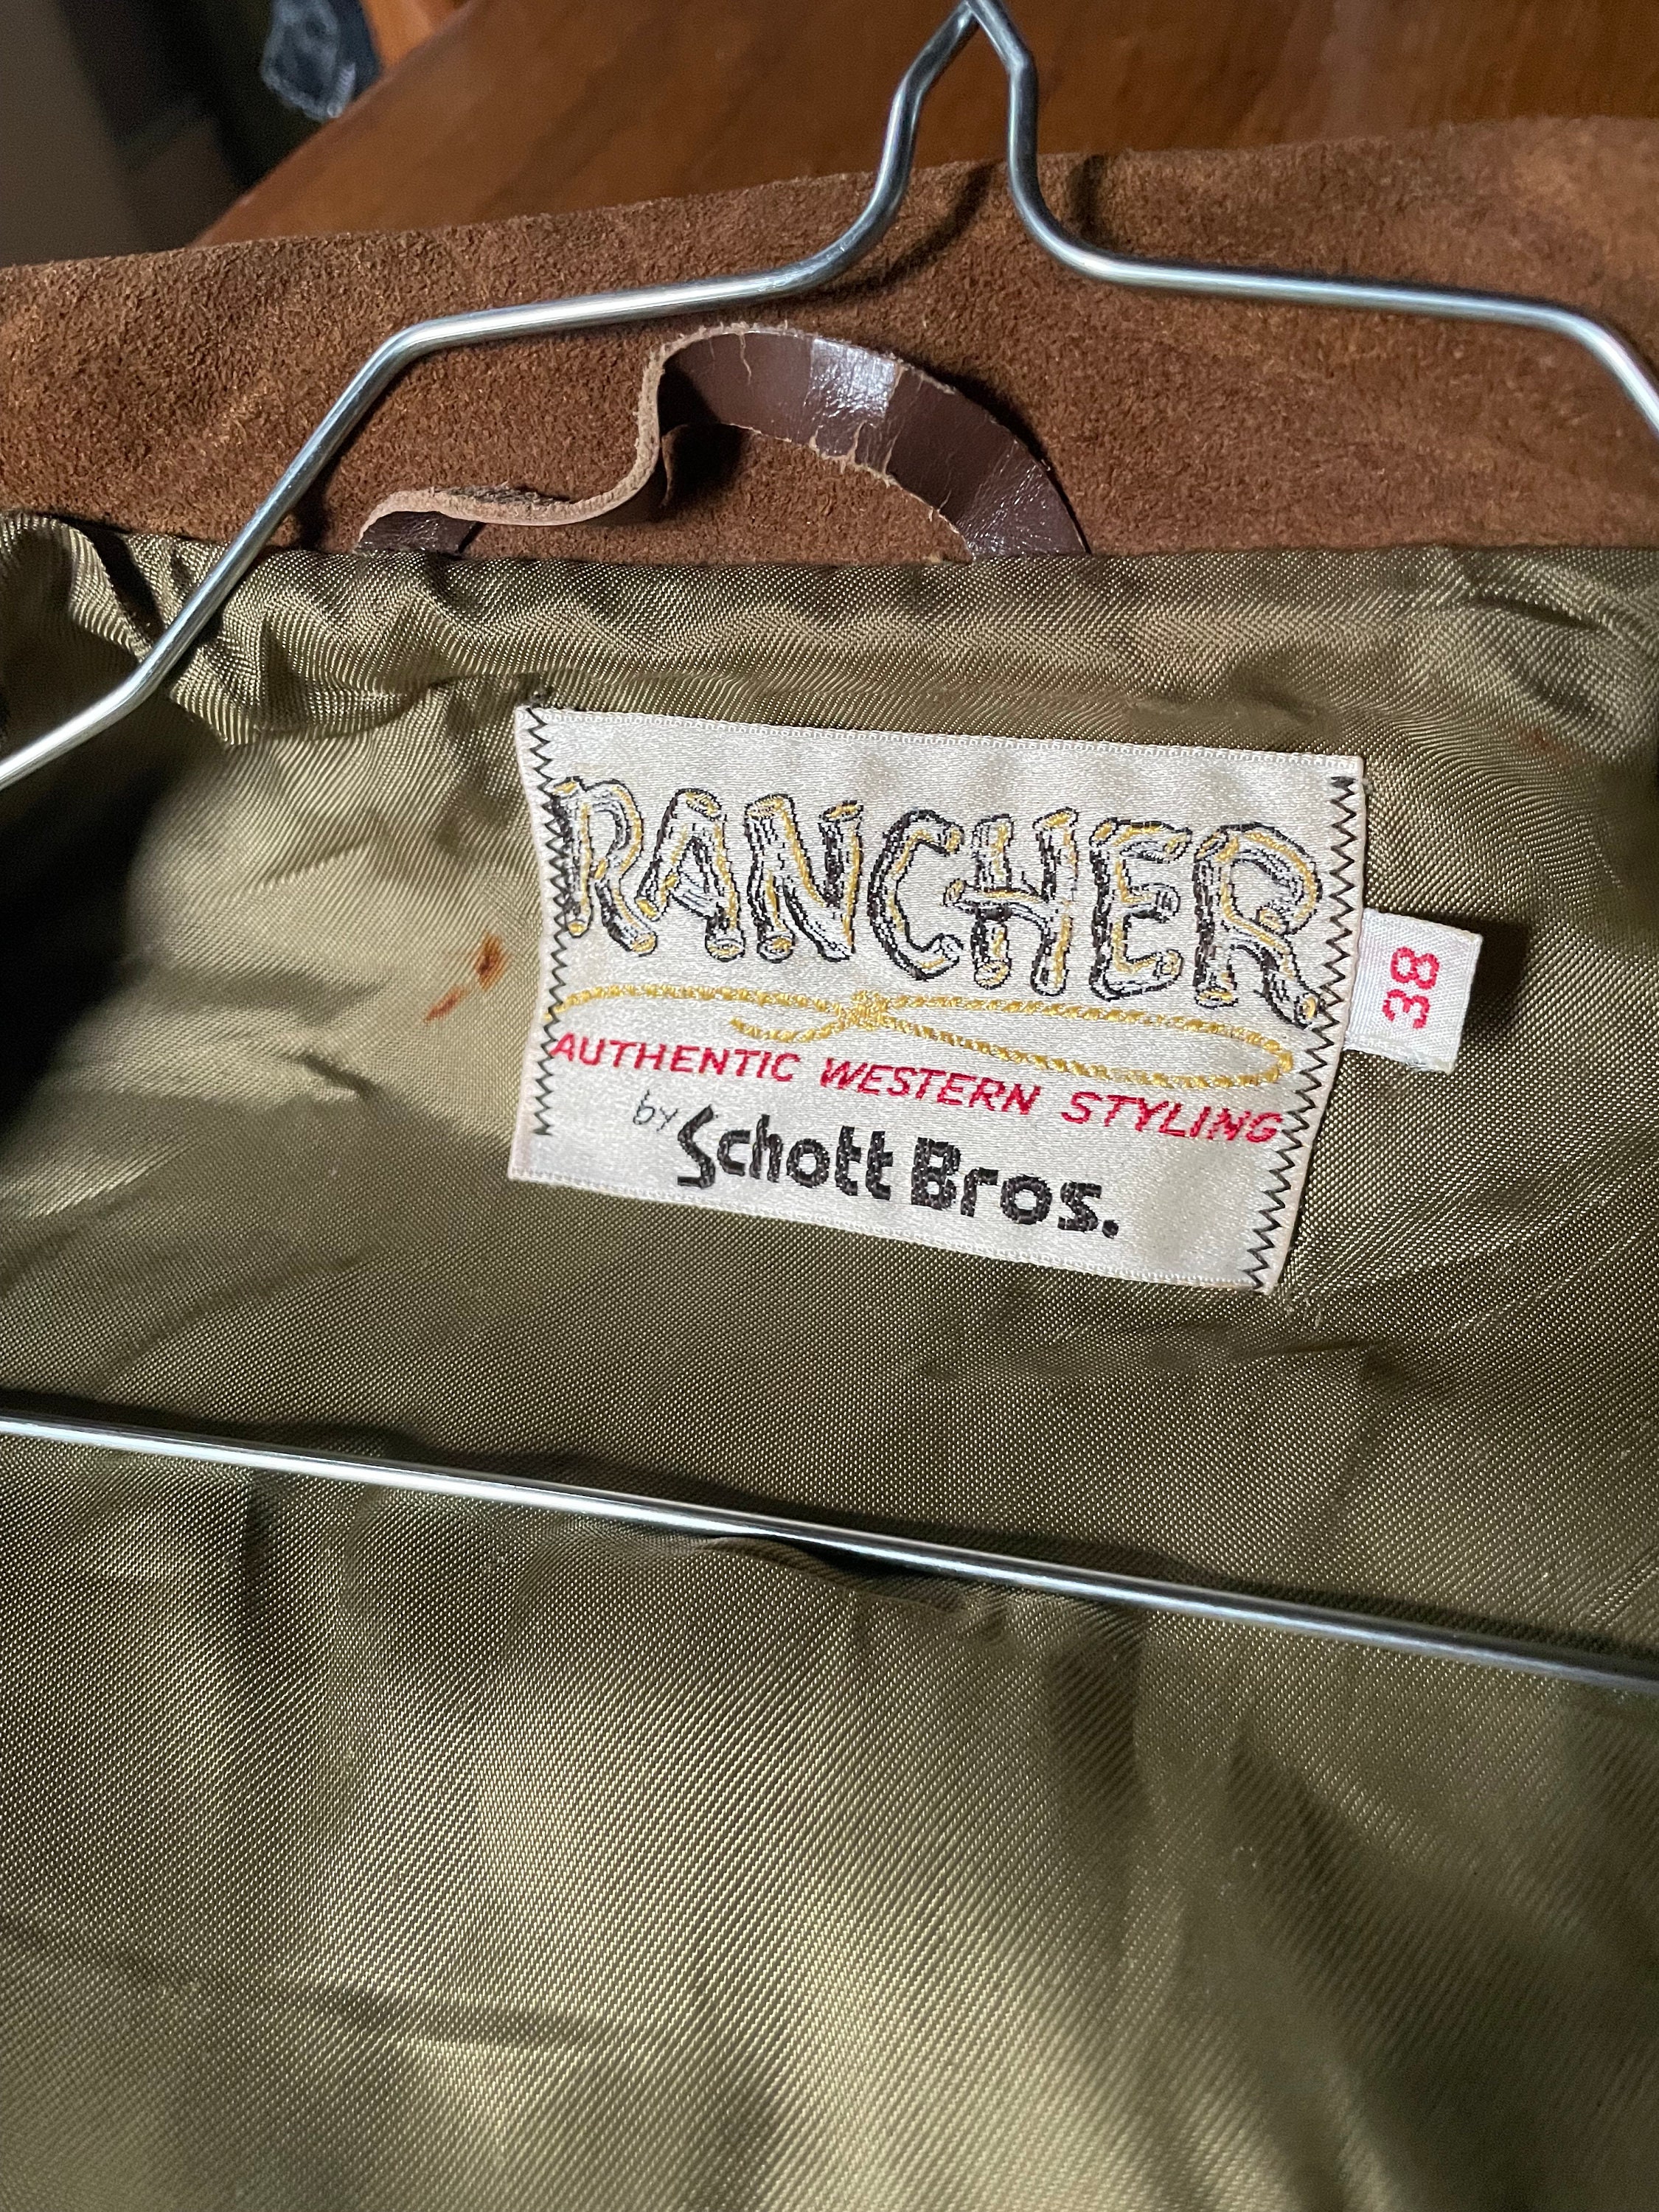 RANCHER
AUTHENTIC WESTERN STYLING
by Schott Bros.
38